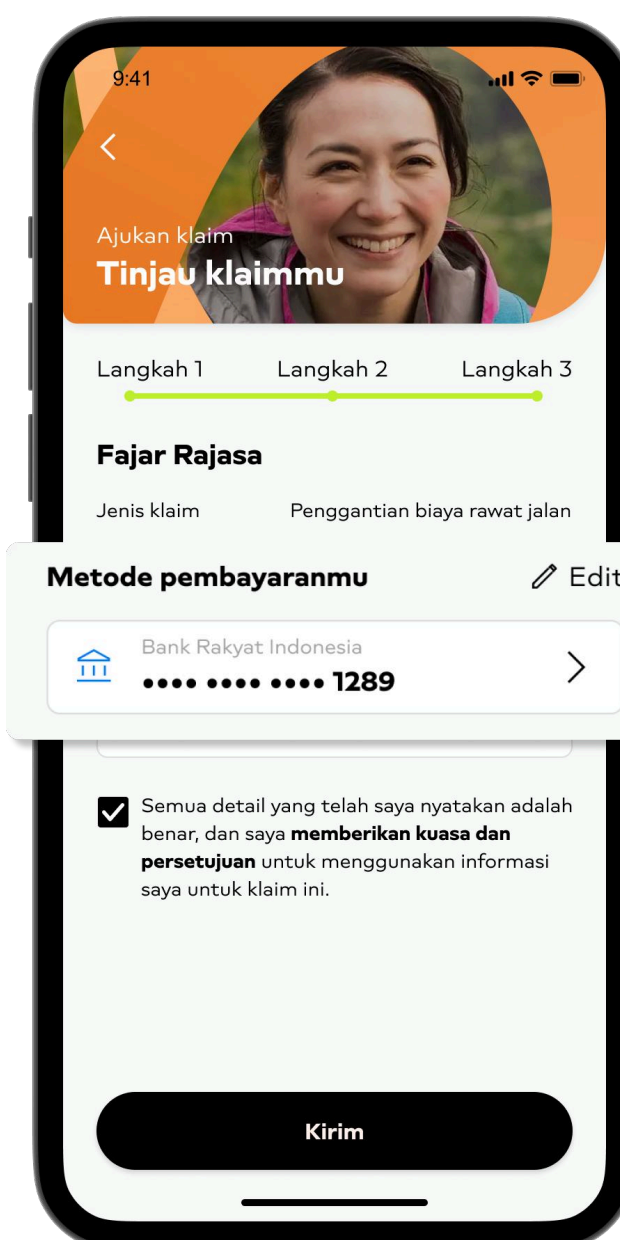 9:41
Ajukan klaim
Tinjau klaimmu
Langkah 1 Langkah 2 Langkah 3
Fajar Rajasa
Jenis klaim Penggantian biaya rawat jalan
Metode pembayaranmu Edit
Bank Rakyat Indonesia
•••• •••• •••• 1289
Semua detail yang telah saya nyatakan adalah
benar, dan saya memberikan kuasa dan
persetujuan untuk menggunakan informasi
saya untuk klaim ini.
Kirim